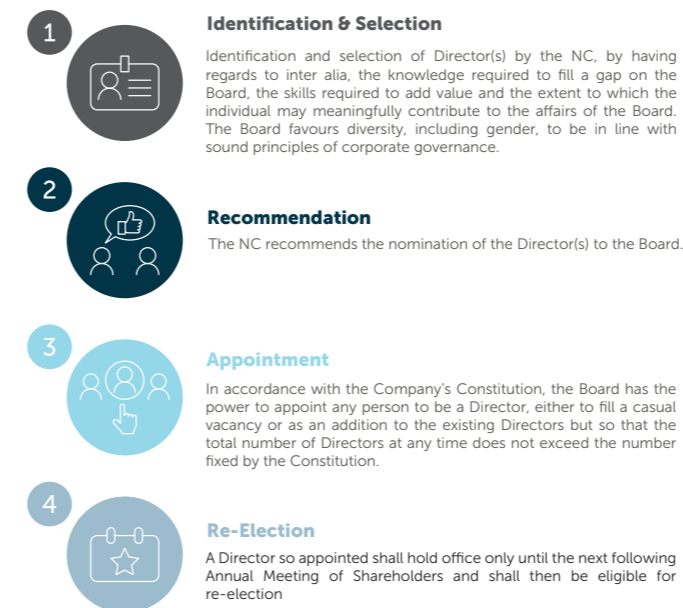 1
Identification & Selection
Identification and selection of Director(s) by the NC, by having
regards to inter alia, the knowledge required to fill a gap on the
Board, the skills required to add value and the extent to which the
individual may meaningfully contribute to the affairs of the Board.
The Board favours diversity, including gender, to be in line with
sound principles of corporate governance.
2
Recommendation
The NC recommends the nomination of the Director(s) to the Board.
3
Appointment
In accordance with the Company's Constitution, the Board has the
power to appoint any person to be a Director, either to fill a casual
vacancy or as an addition to the existing Directors but so that the
total number of Directors at any time does not exceed the number
fixed by the Constitution.
4
Re-Election
A Director so appointed shall hold office only until the next following
Annual Meeting of Shareholders and shall then be eligible for
re-election